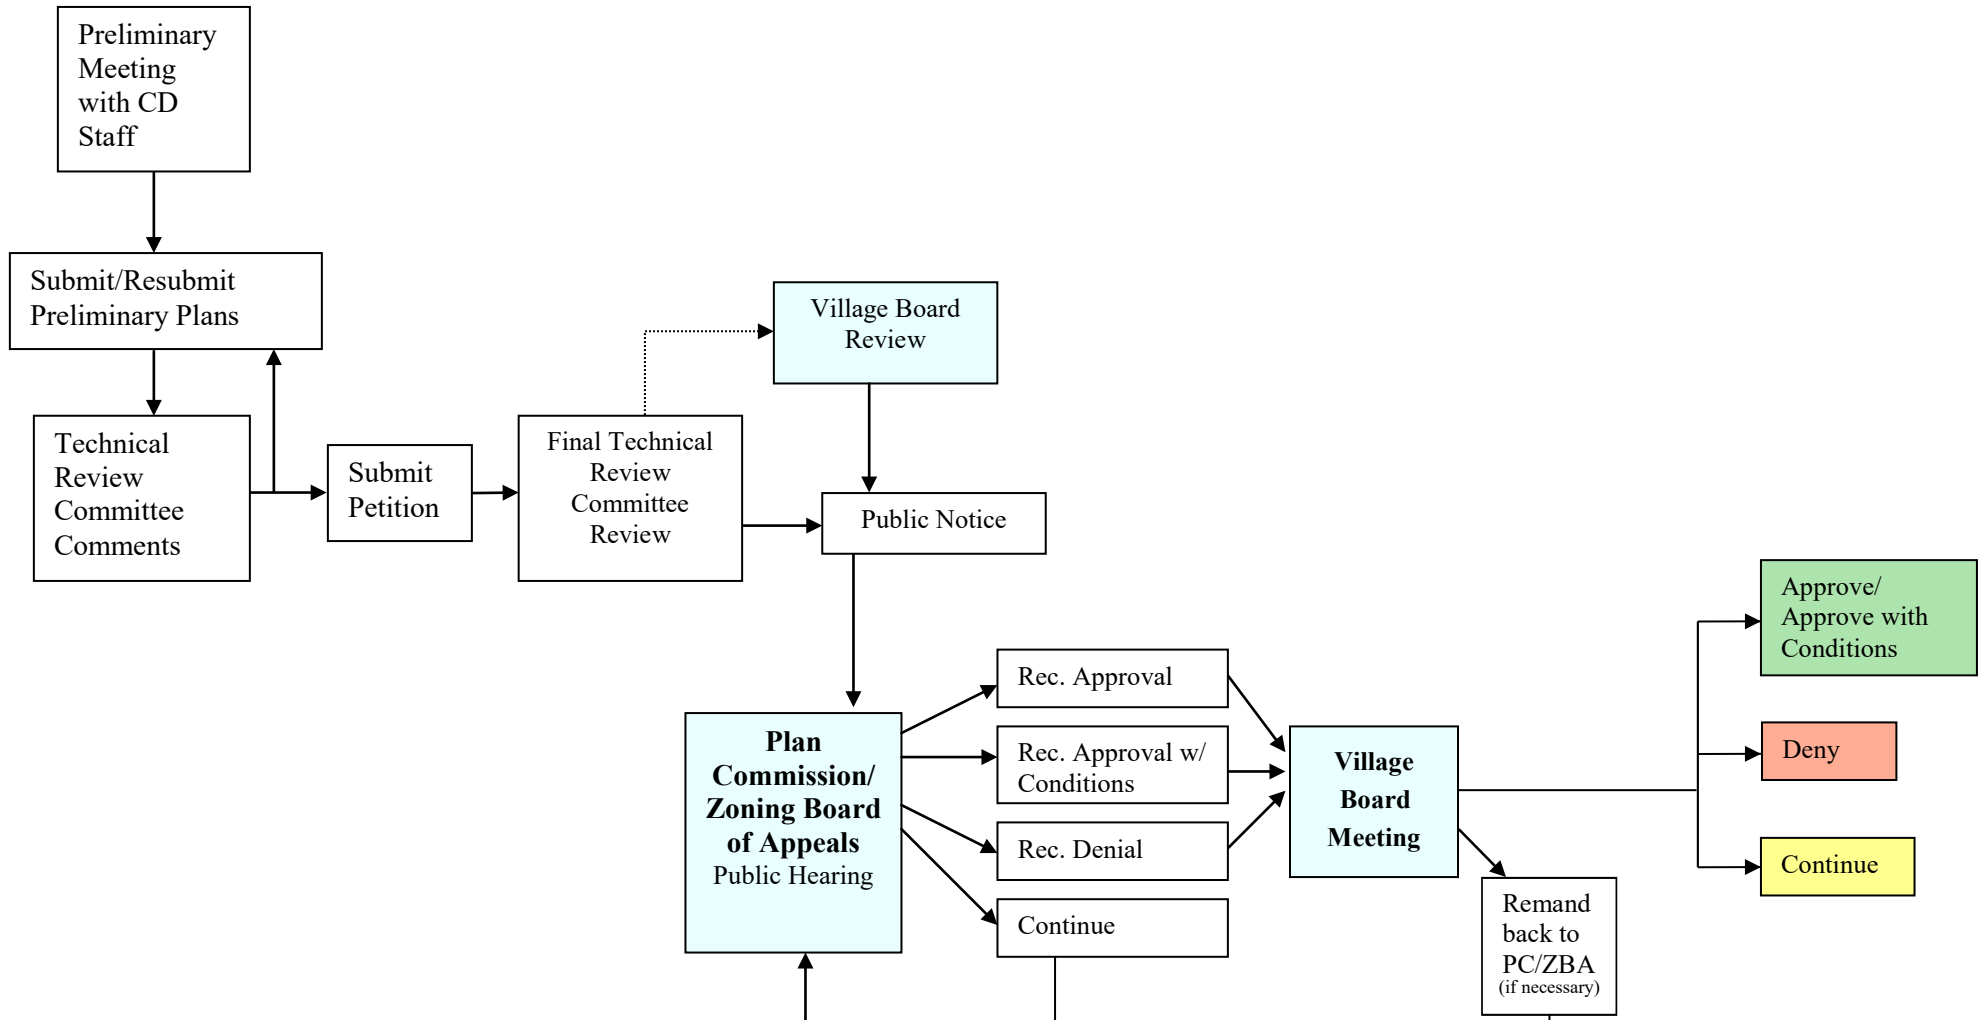 Preliminary
Meeting
with CD
Staff
Submit/Resubmit
Preliminary Plans
Village Board
Review
Technical
Review
Committee
Comments
Submit
Petition
Final Technical
Review
Committee
Review
Public Notice
Approve/
Approve with
Conditions
Rec. Approval
Plan
Commission/
Zoning Board
of Appeals
Public Hearing
Rec. Approval w/
Conditions
Village
Board
Meeting
Deny
Rec. Denial
Continue
Continue
Remand
back to
PC/ZBA
(if necessary)